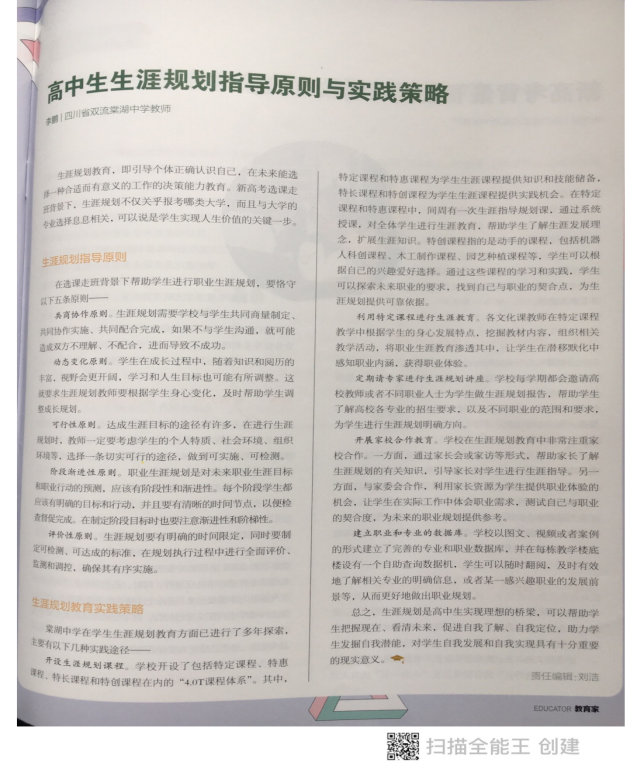 高中生生涯规划指导原则与实践策略
李鹏|四川省双流棠湖中学教师
生涯规划教育，即引导个体正确认识自己，在未来能选
择一种合适而有意义的工作的决策能力教育。新高考选课走
班背景下，生涯规划不仅关乎报考哪类大学，而且与大学的
专业选择息息相关，可以说是学生实现人生价值的关键一步。
生涯规划指导原则
在选课走班背景下帮助学生进行职业生涯规划，要恪守
以下五条原则——
共商协作原则。生涯规划需要学校与学生共同商量制定、
共同协作实施、共同配合完成，如果不与学生沟通，就可能
造成双方不理解、不配合，进而导致不成功。
动态变化原则。学生在成长过程中，随着知识和阅历的
丰富，视野会更开阔，学习和人生目标也可能有所调整。这
就要求生涯规划教师要根据学生身心变化，及时帮助学生调
整成长规划。
可行性原则。达成生涯目标的途径有许多，在进行生涯
规划时，教师一定要考虑学生的个人特质、社会环境、组织
环境等，选择一条切实可行的途径，做到可实施、可检测。
阶段渐进性原则。职业生涯规划是对未来职业生涯目标
和职业行动的预测，应该有阶段性和渐进性。每个阶段学生都
应该有明确的目标和行动，并且要有清晰的时间节点，以便检
查督促完成。在制定阶段目标时也要注意渐进性和阶梯性。
评价性原则。生涯规划要有明确的时间限定，同时要制
定可检测、可达成的标准，在规划执行过程中进行全面评价、
监测和调控，确保其有序实施。
生涯规划教育实践策略
棠湖中学在学生生涯规划教育方面已进行了多年探索，
主要有以下几种实践途径——
开设生涯规划课程。学校开设了包括特定课程、特惠
课程、特长课程和特创课程在内的“4.0T课程体系”。其中，
特定课程和特惠课程为学生生涯课程提供知识和技能储备，
特长课程和特创课程为学生生涯课程提供实践机会。在特定
课程和特惠课程中，间周有一次生涯指导规划课，通过系统
授课，对全体学生进行生涯教育，帮助学生了解生涯发展理
念，扩展生涯知识。特创课程指的是动手的课程，包括机器
人科创课程、木工制作课程、园艺种植课程等，学生可以根
据自己的兴趣爱好选择。通过这些课程的学习和实践，学生
可以探索未来职业的要求，找到自己与职业的契合点，为生
涯规划提供可靠依据。
利用特定课程进行生涯教育。各文化课教师在特定课程
教学中根据学生的身心发展特点，挖掘教材内容，组织相关
教学活动，将职业生涯教育渗透其中，让学生在潜移默化中
感知职业内涵，获得职业体验。
定期请专家进行生涯规划讲座。学校每学期都会邀请高
校教师或者不同职业人士为学生做生涯规划报告，帮助学生
了解高校各专业的招生要求，以及不同职业的范围和要求，
为学生进行生涯规划明确方向。
开展家校合作教育。学校在生涯规划教育中非常注重家
校合作。一方面，通过家长会或家访等形式，帮助家长了解
生涯规划的有关知识，引导家长对学生进行生涯指导。另一
方面，与家委会合作，利用家长资源为学生提供职业体验的
机会，让学生在实际工作中体会职业需求，测试自己与职业
的契合度，为未来的职业规划提供参考。
建立职业和专业的数据库。学校以图文、视频或者案例
的形式建立了完善的专业和职业数据库，并在每栋教学楼底
楼设有一个自助查询数据机，学生可以随时翻阅，及时有效
地了解相关专业的明确信息，或者某一感兴趣职业的发展前
景等，从而更好地做出职业规划。
总之，生涯规划是高中生实现理想的桥梁，可以帮助学
生把握现在、看清未来，促进自我了解、自我定位，助力学
生发掘自我潜能，对学生自我发展和自我实现具有十分重要
的现实意义。
责任编辑：刘洁
EDUCATOR 教育家
扫描全能王 创建